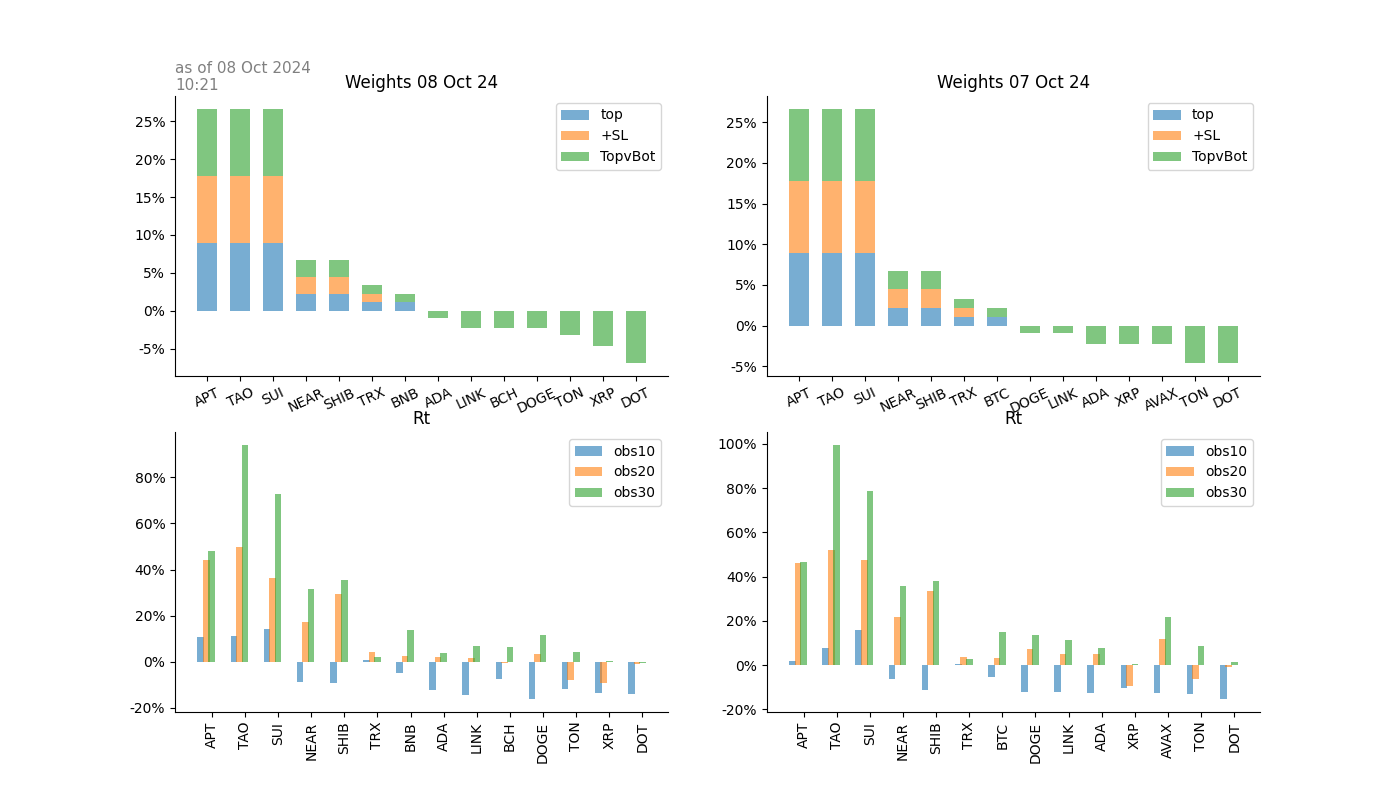 as of 08 Oct 2024
10:21
Weights 08 Oct 24
25%
20%
15%
10%
5%
0%
-5%
top
+SL
TopvBot
APT TAO SUI NEAR SHIB TRX BNB ADA LINK BCH DOGE TON XRP DOT
Weights 07 Oct 24
25%
20%
15%
10%
5%
0%
-5%
top
+SL
TopvBot
APT TAO SUI NEAR SHIB TRX BTC DOGE LINK ADA XRP AVAX TON DOT
Rt
80%
60%
40%
20%
0%
-20%
obs10
obs20
obs30
APT TAO SUI NEAR SHIB TRX BNB ADA LINK BCH DOGE TON XRP DOT
Rt
100%
80%
60%
40%
20%
0%
-20%
obs10
obs20
obs30
APT TAO SUI NEAR SHIB TRX BTC DOGE LINK ADA XRP AVAX TON DOT